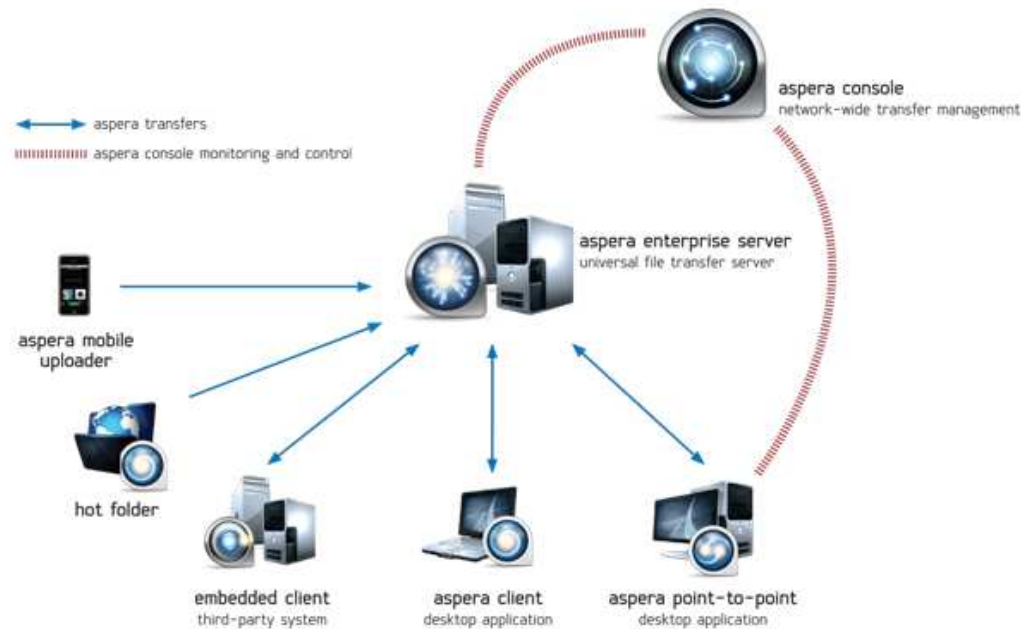 aspera console
network-wide transfer management
aspera transfers
aspera console monitoring and control
aspera enterprise server
universal file transfer server
aspera mobile
uploader
hot folder
embedded client
third-party system
aspera client
desktop application
aspera point-to-point
desktop application